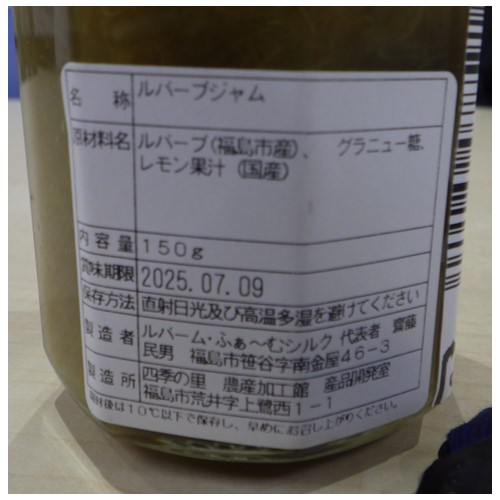 名称 ルバーブジャム
原材料名 ルバーブ(福島市産)、 グラニュー糖、
レモン果汁 (国産)
内容量 150g
賞味期限 2025.07.09
保存方法 直射日光及び高温多湿を避けてください
製造者 ルバーム・ふぁ〜むシルク 代表者 齋藤
民男 福島市笹谷字南金屋46-3
製造所 四季の里 農産加工館 産品開発室
福島市荒井字上鷺西1-1
開封後は10℃以下で保存し、早めにお召し上がりください。